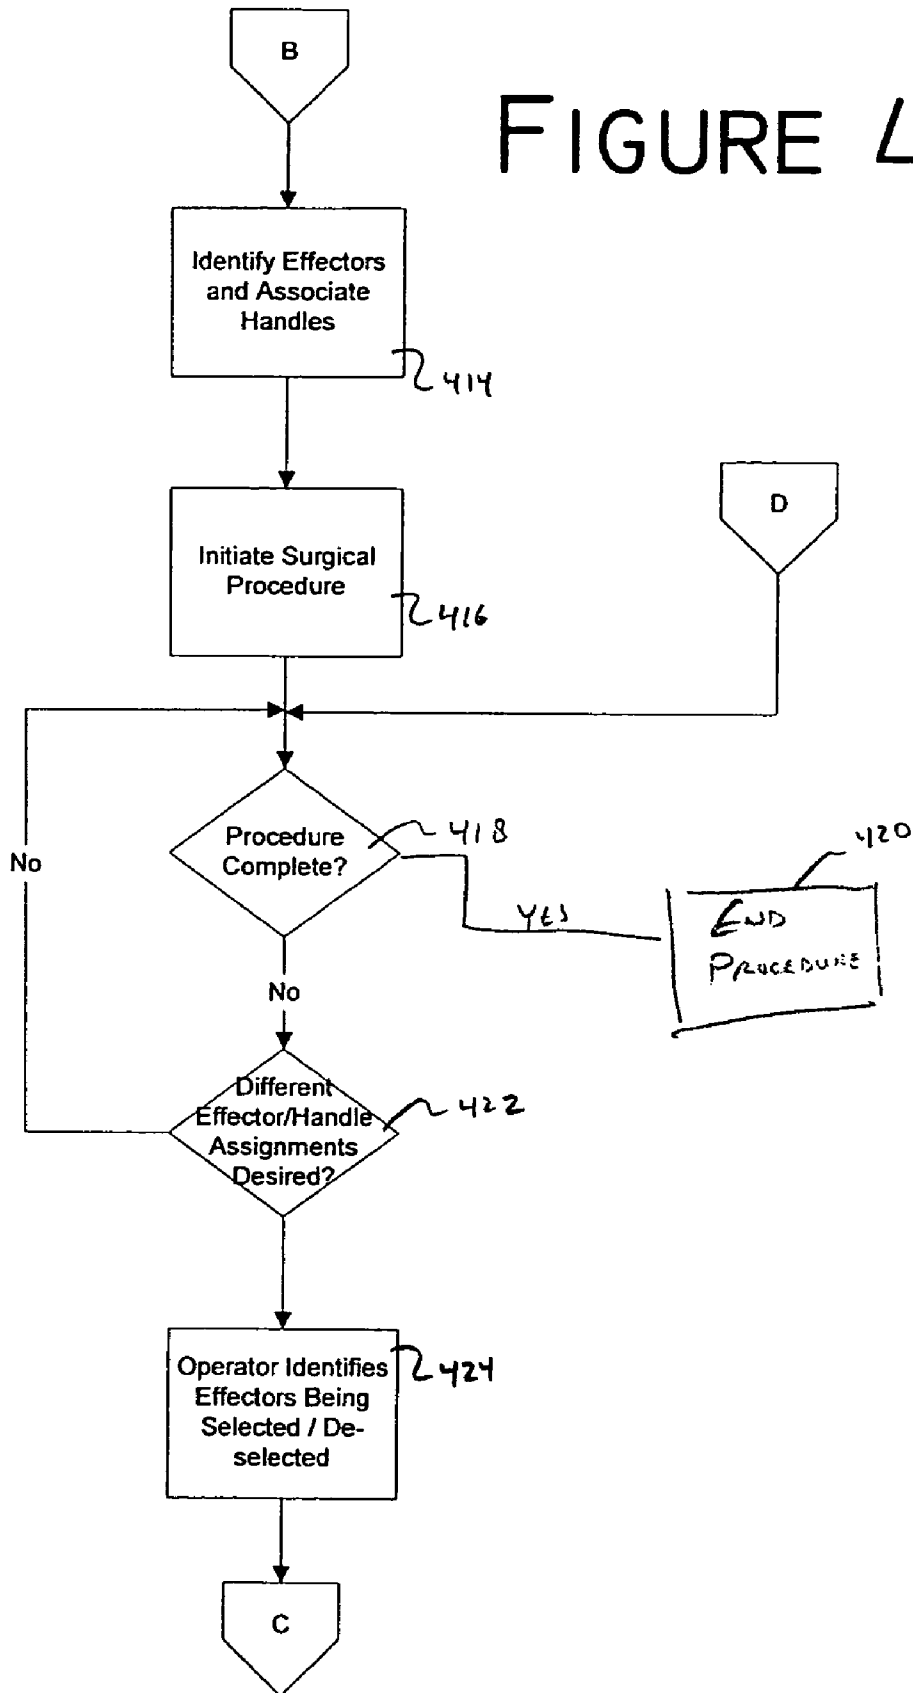 B
FIGURE 4
Identify Effectors
and Associate
Handles
414
Initiate Surgical
Procedure
416
D
Procedure
Complete?
418
420
No
YES
END
PROCEDURE
No
Different
Effector/Handle
Assignments
Desired?
422
Operator Identifies
Effectors Being
Selected / De-
selected
424
C